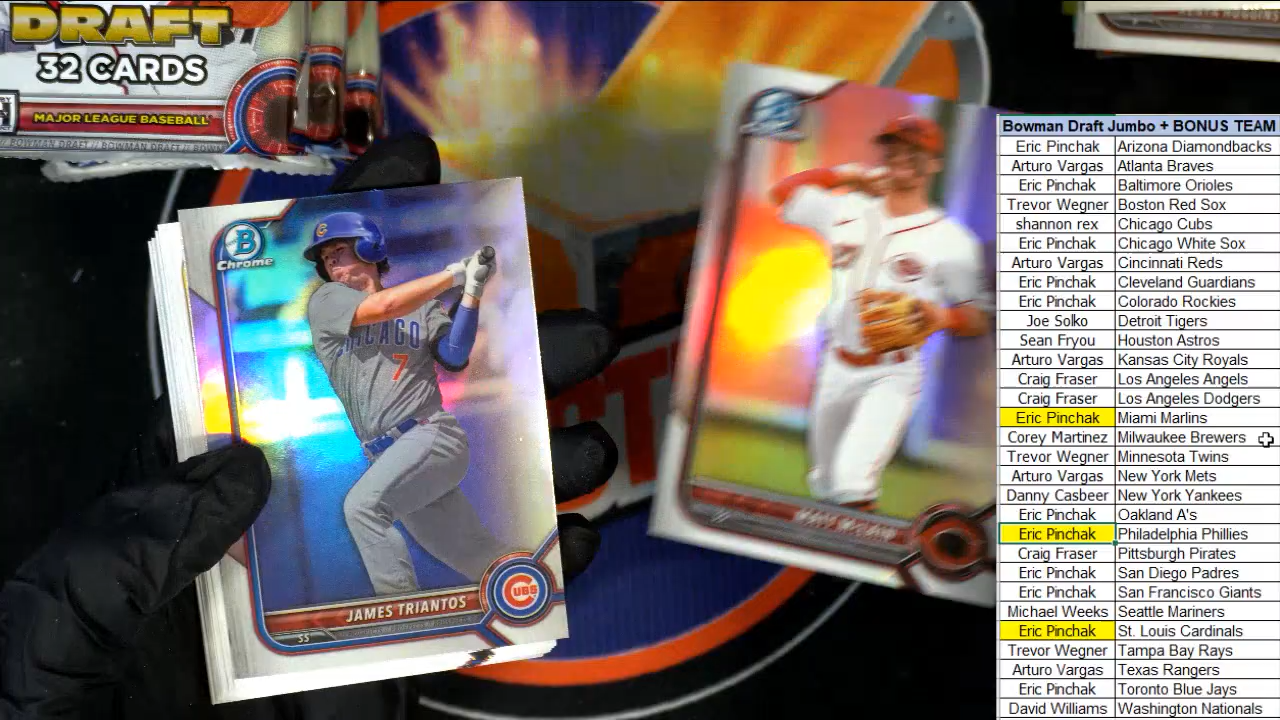 DRAFT
32 CARDS
MAJOR LEAGUE BASEBALL
BOWMAN DRAFT // BOWMAN DRAFT // BOW
B
Chrome
CHICAGO
7
JAMES TRIANTOS
SS
CUBS
Bowman Draft Jumbo + BONUS TEAM
Eric Pinchak Arizona Diamondbacks
Arturo Vargas Atlanta Braves
Eric Pinchak Baltimore Orioles
Trevor Wegner Boston Red Sox
shannon rex Chicago Cubs
Eric Pinchak Chicago White Sox
Arturo Vargas Cincinnati Reds
Eric Pinchak Cleveland Guardians
Eric Pinchak Colorado Rockies
Joe Solko Detroit Tigers
Sean Fryou Houston Astros
Arturo Vargas Kansas City Royals
Craig Fraser Los Angeles Angels
Craig Fraser Los Angeles Dodgers
Eric Pinchak Miami Marlins
Corey Martinez Milwaukee Brewers
Trevor Wegner Minnesota Twins
Arturo Vargas New York Mets
Danny Casbeer New York Yankees
Eric Pinchak Oakland A's
Eric Pinchak Philadelphia Phillies
Craig Fraser Pittsburgh Pirates
Eric Pinchak San Diego Padres
Eric Pinchak San Francisco Giants
Michael Weeks Seattle Mariners
Eric Pinchak St. Louis Cardinals
Trevor Wegner Tampa Bay Rays
Arturo Vargas Texas Rangers
Eric Pinchak Toronto Blue Jays
David Williams Washington Nationals